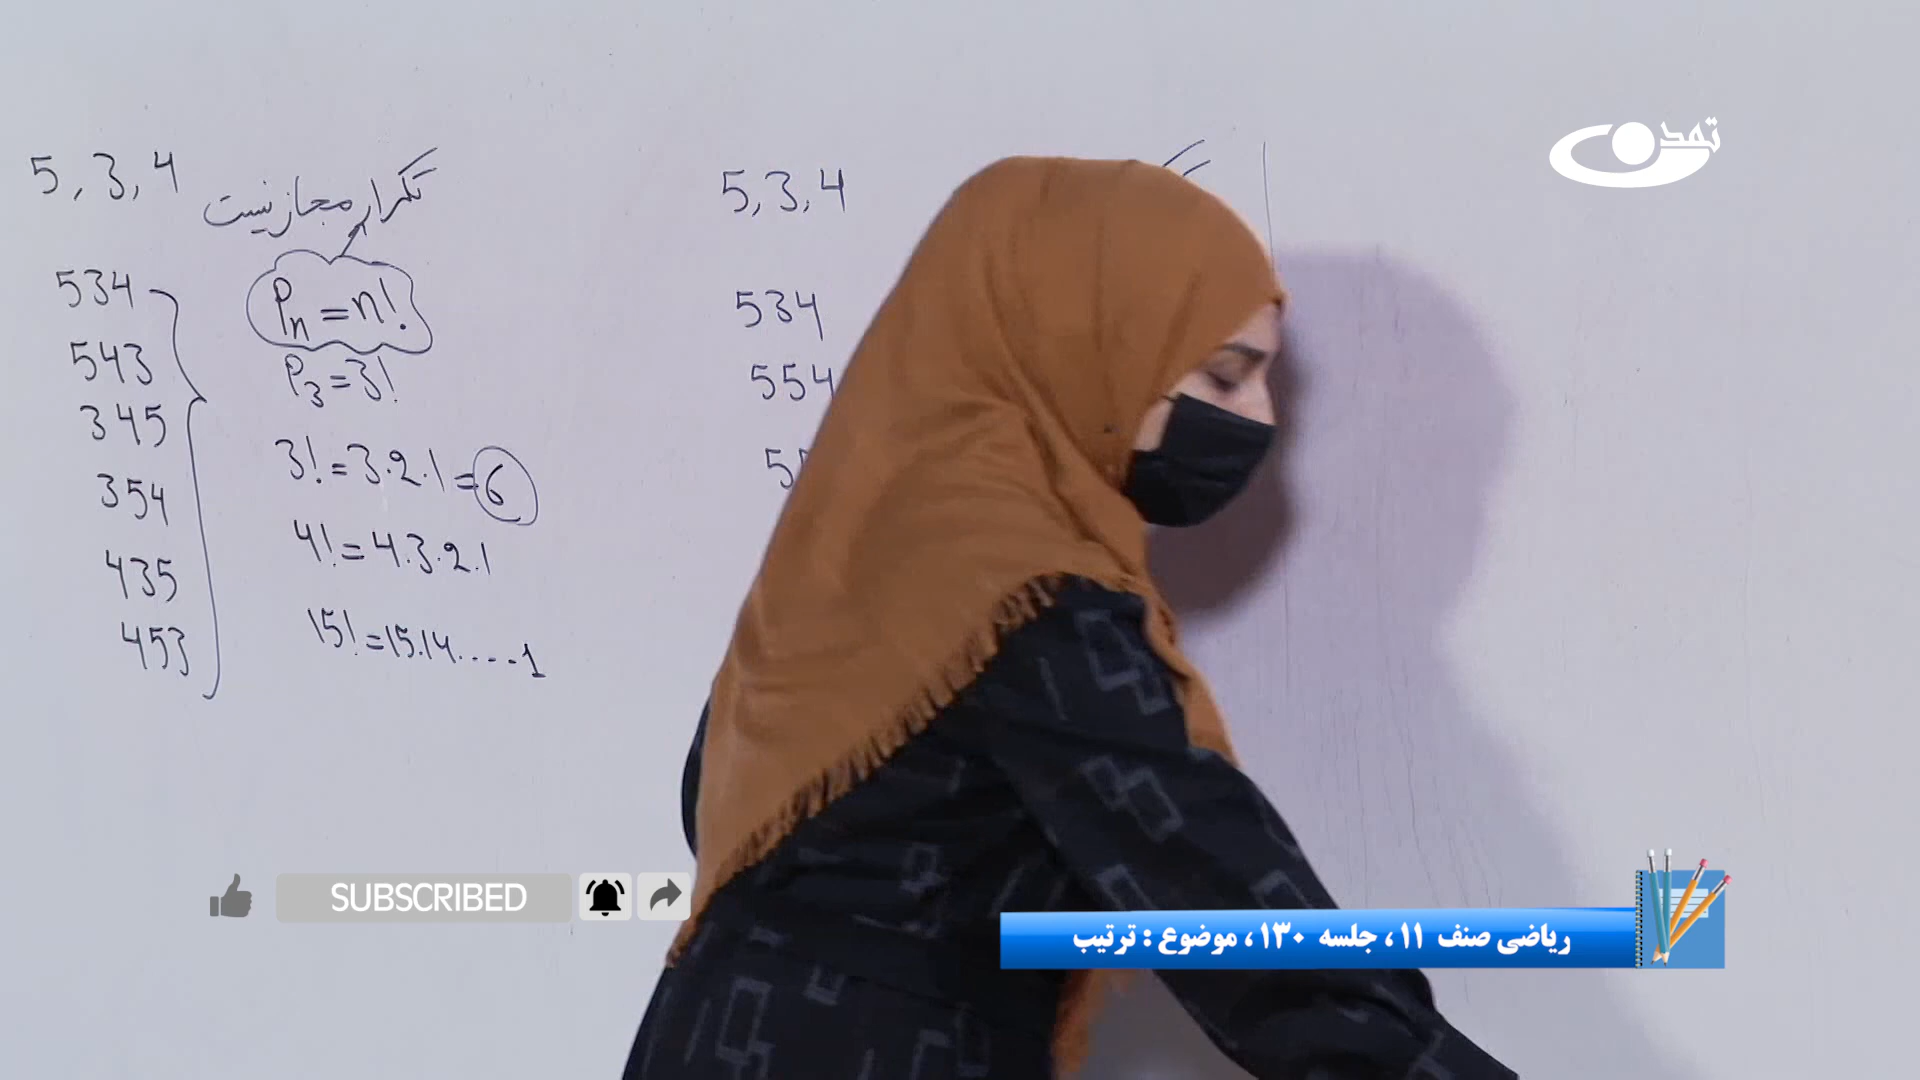 5, 3, 4
تکرار مجاز نیست
534
543
345
354
435
453
Pn = n!
P3 = 3!
3! = 3.2.1 = 6
4! = 4.3.2.1
15! = 15.14.....1
5, 3, 4
534
554
تمدن
SUBSCRIBED
ریاضی صنف ۱۱، جلسه ۱۳۰، موضوع : ترتیب